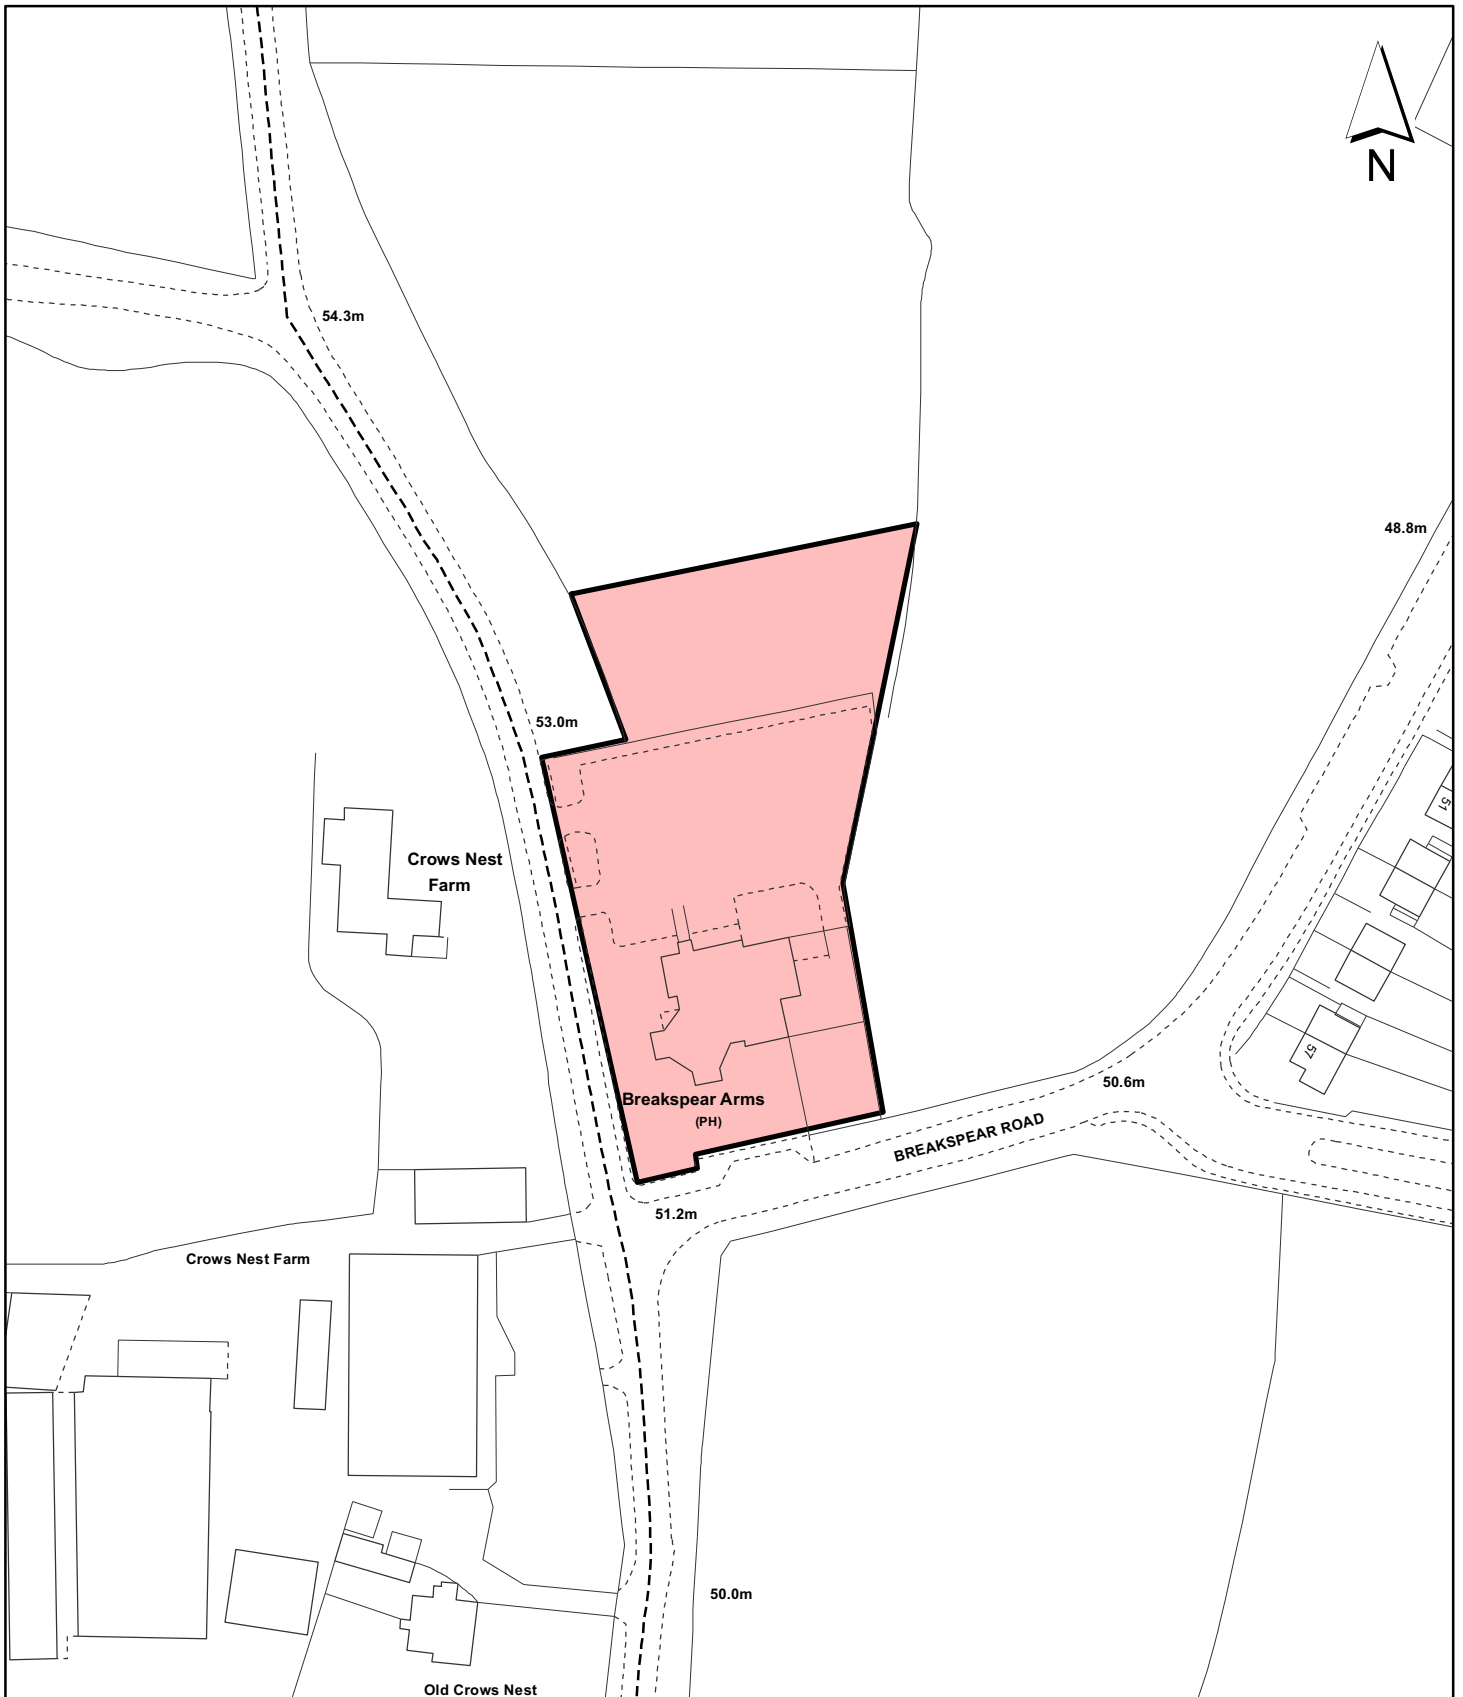 N
54.3m
48.8m
53.0m
51
Crows Nest
Farm
57
50.6m
Breakspear Arms
(PH)
BREAKSPEAR ROAD
51.2m
Crows Nest Farm
50.0m
Old Crows Nest